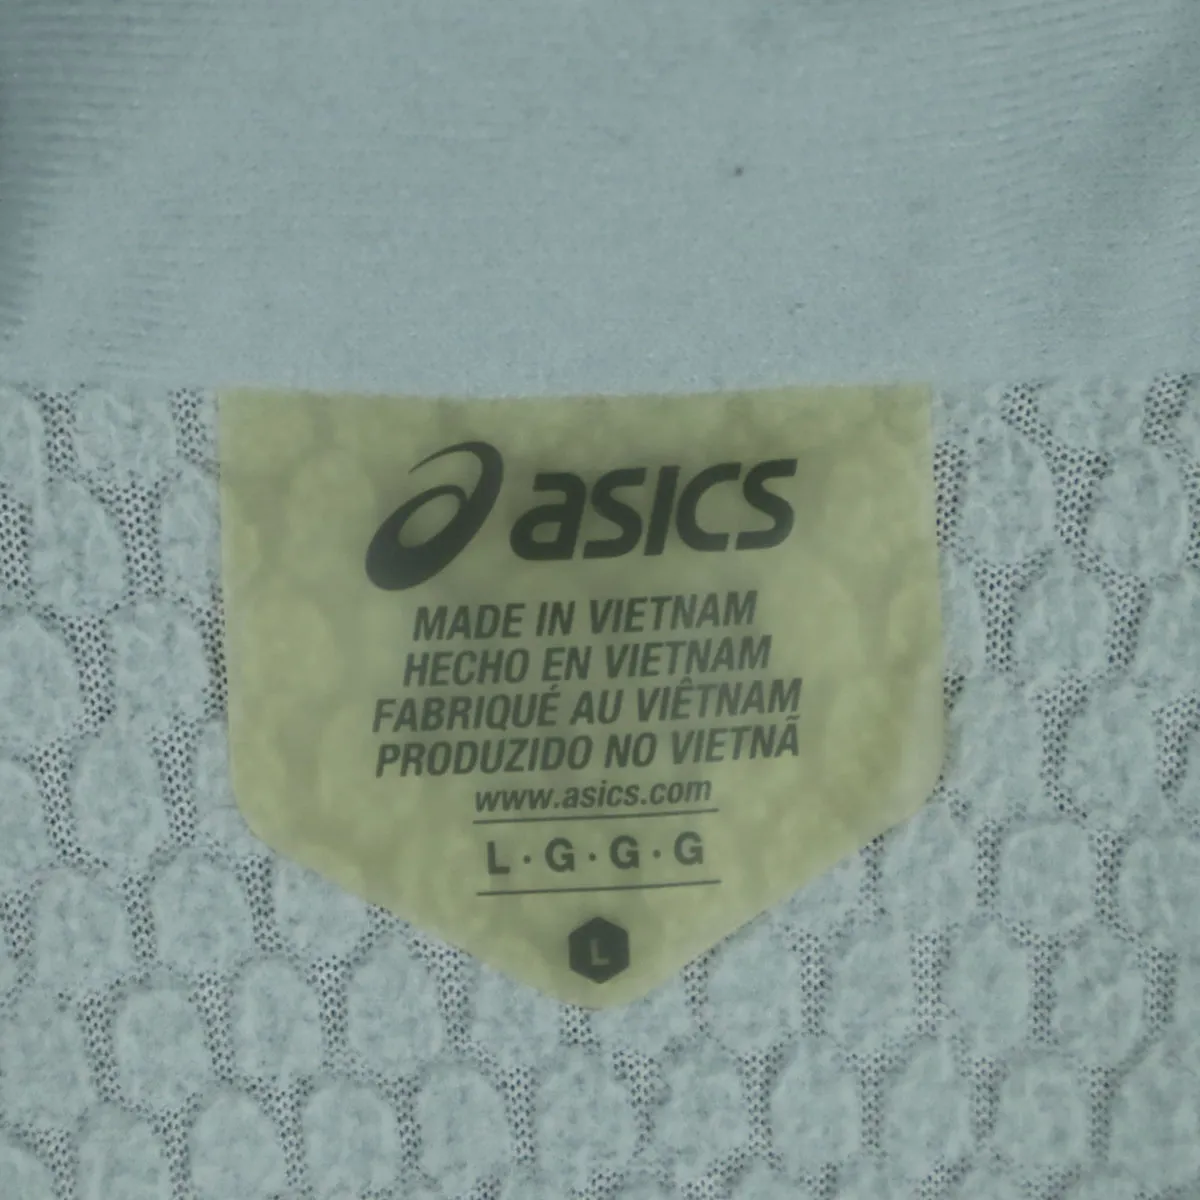 asics
MADE IN VIETNAM
HECHO EN VIETNAM
FABRIQUÉ AU VIÊTNAM
PRODUZIDO NO VIETNÃ
www.asics.com
L · G · G · G
L